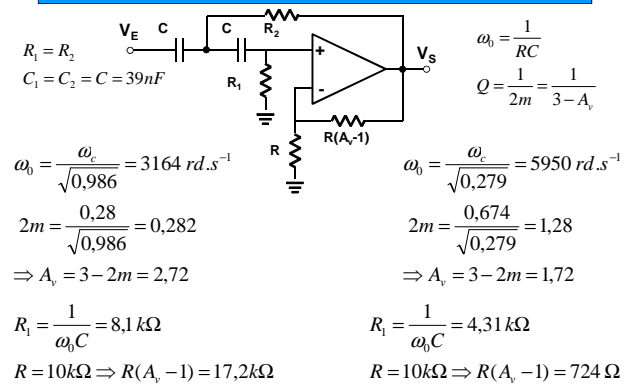 V_E C C R_2
R_1 = R_2
C_1 = C_2 = C = 39nF
R_1
+
-
V_S
R(A_v-1)
R
ω_0 = 1/RC
Q = 1/2m = 1/(3 − A_v)
ω_0 = ω_c/√0,986 = 3164 rd.s^-1
2m = 0,28/√0,986 = 0,282
⇒ A_v = 3 − 2m = 2,72
R_1 = 1/(ω_0C) = 8,1 kΩ
R = 10kΩ ⇒ R(A_v − 1) = 17,2kΩ
ω_0 = ω_c/√0,279 = 5950 rd.s^-1
2m = 0,674/√0,279 = 1,28
⇒ A_v = 3 − 2m = 1,72
R_1 = 1/(ω_0C) = 4,31 kΩ
R = 10kΩ ⇒ R(A_v − 1) = 724 Ω